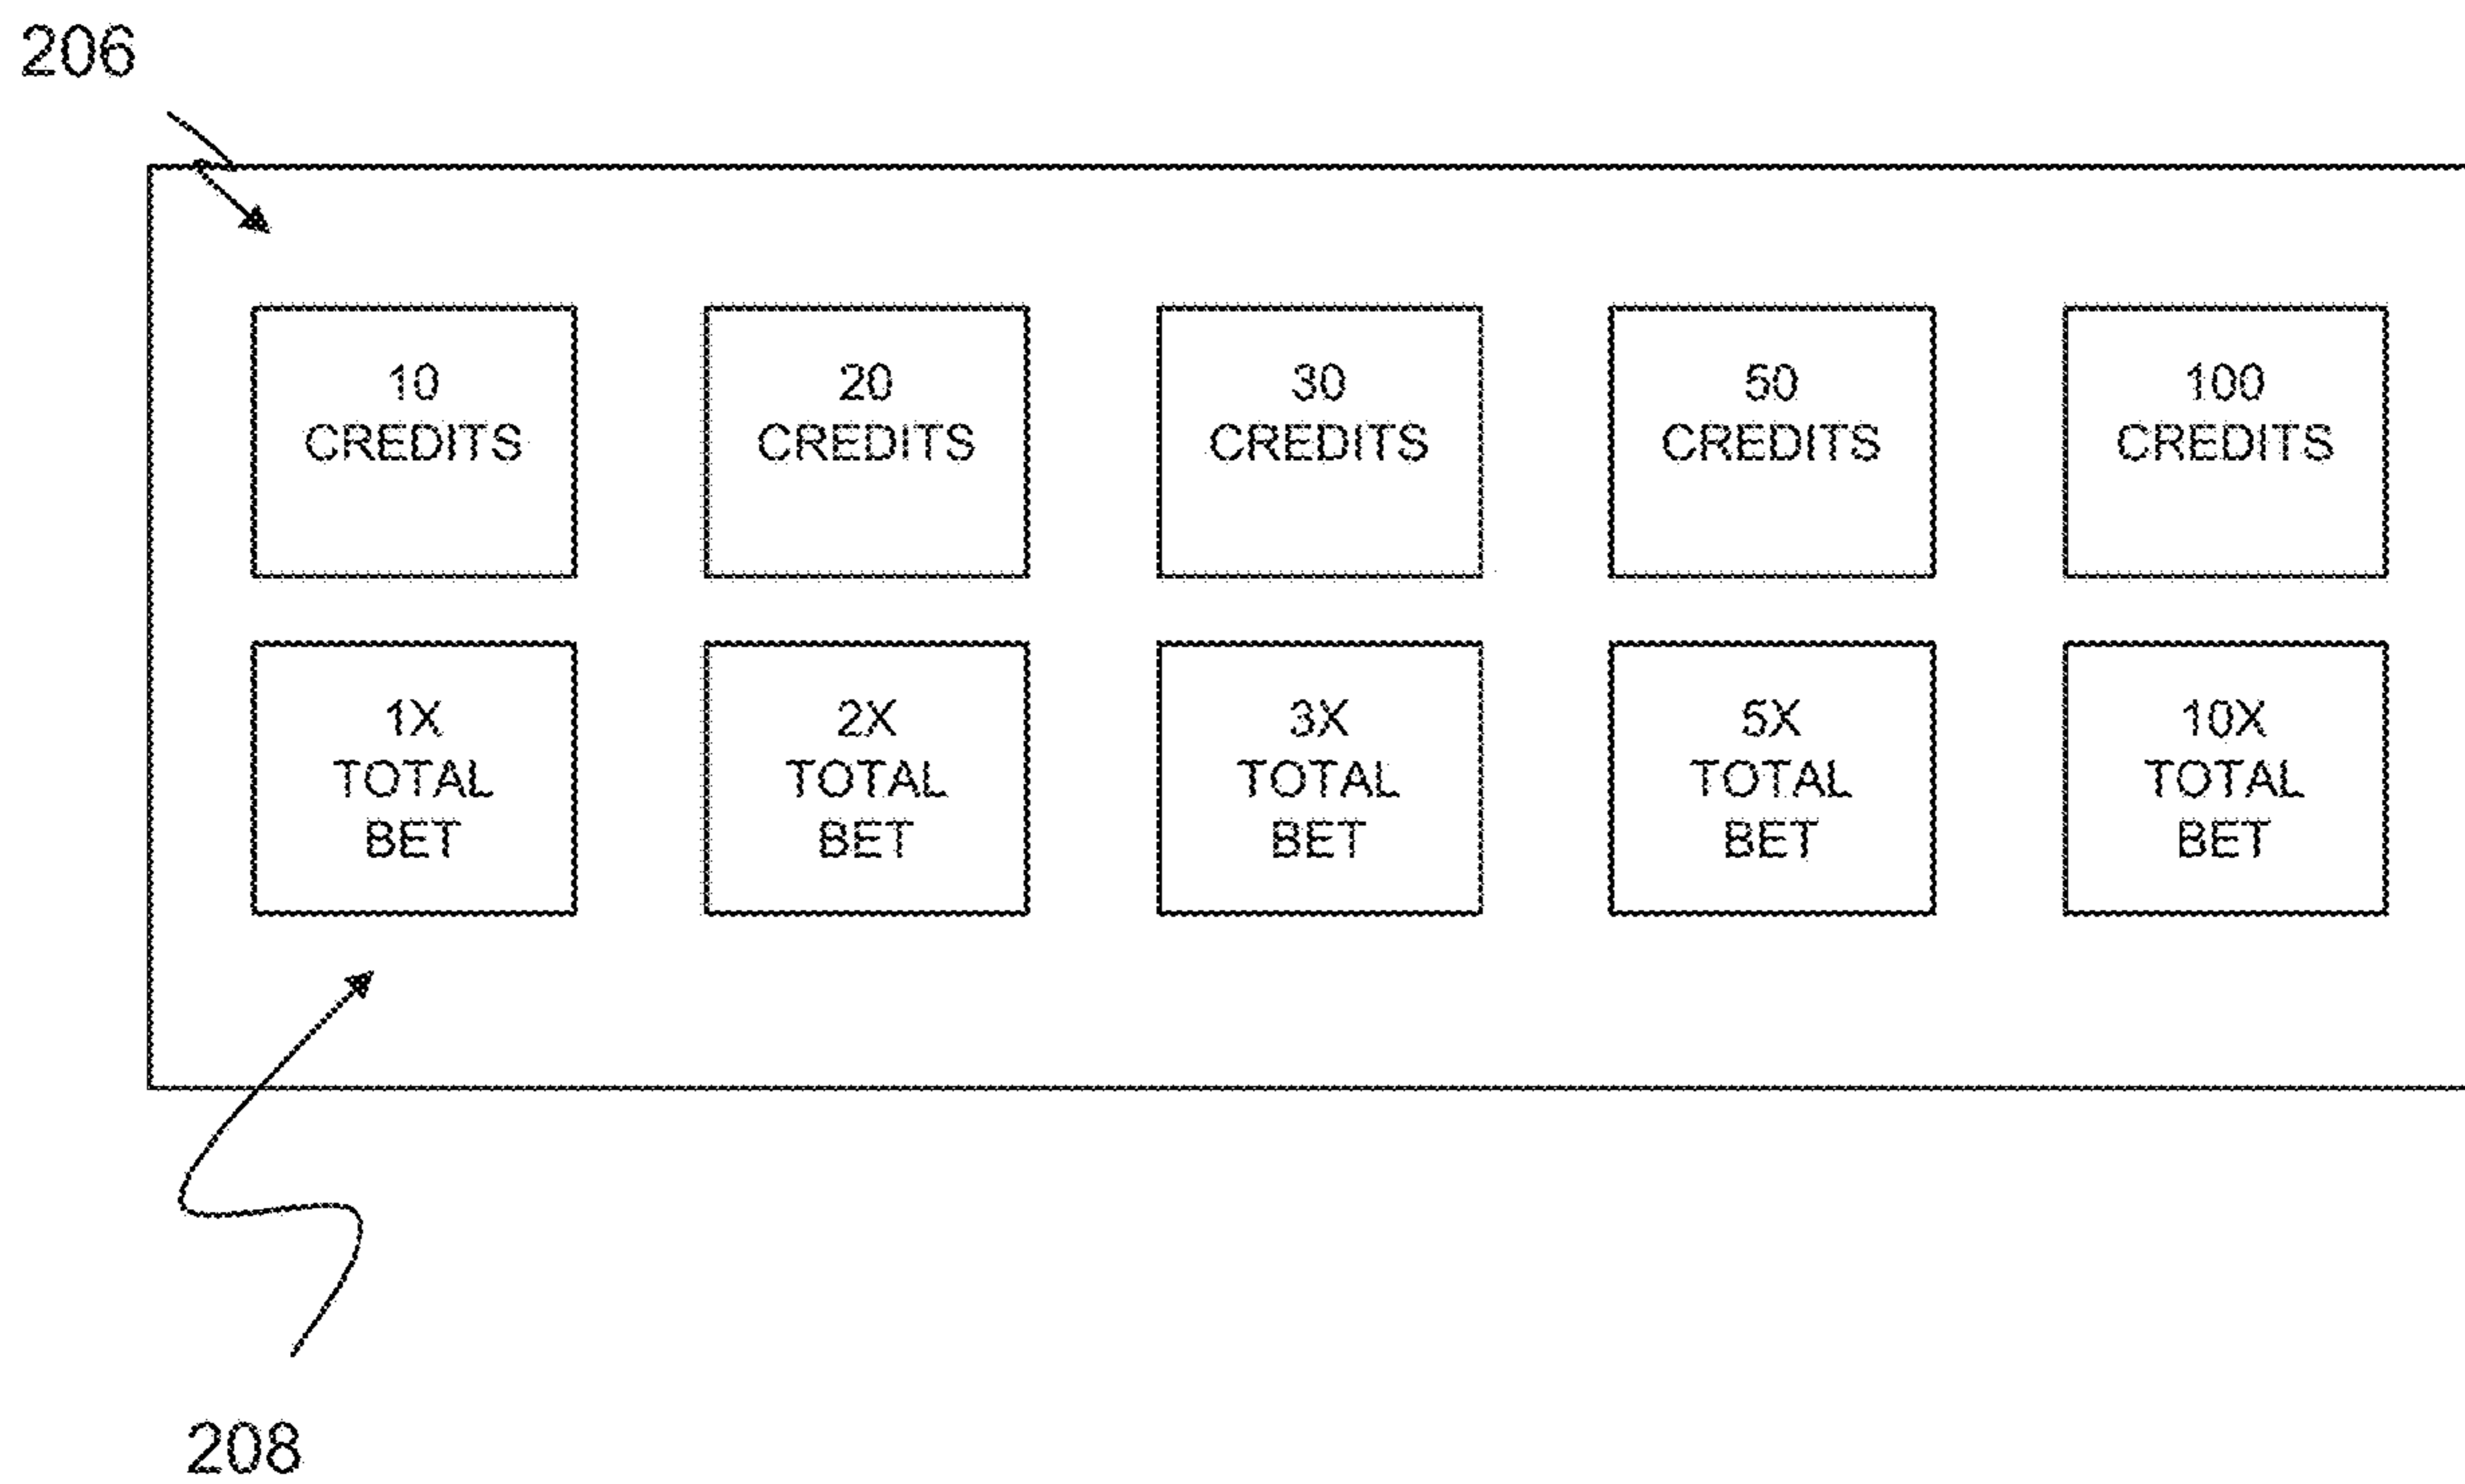 206
10
CREDITS
20
CREDITS
30
CREDITS
50
CREDITS
100
CREDITS
1X
TOTAL
BET
2X
TOTAL
BET
3X
TOTAL
BET
5X
TOTAL
BET
10X
TOTAL
BET
208